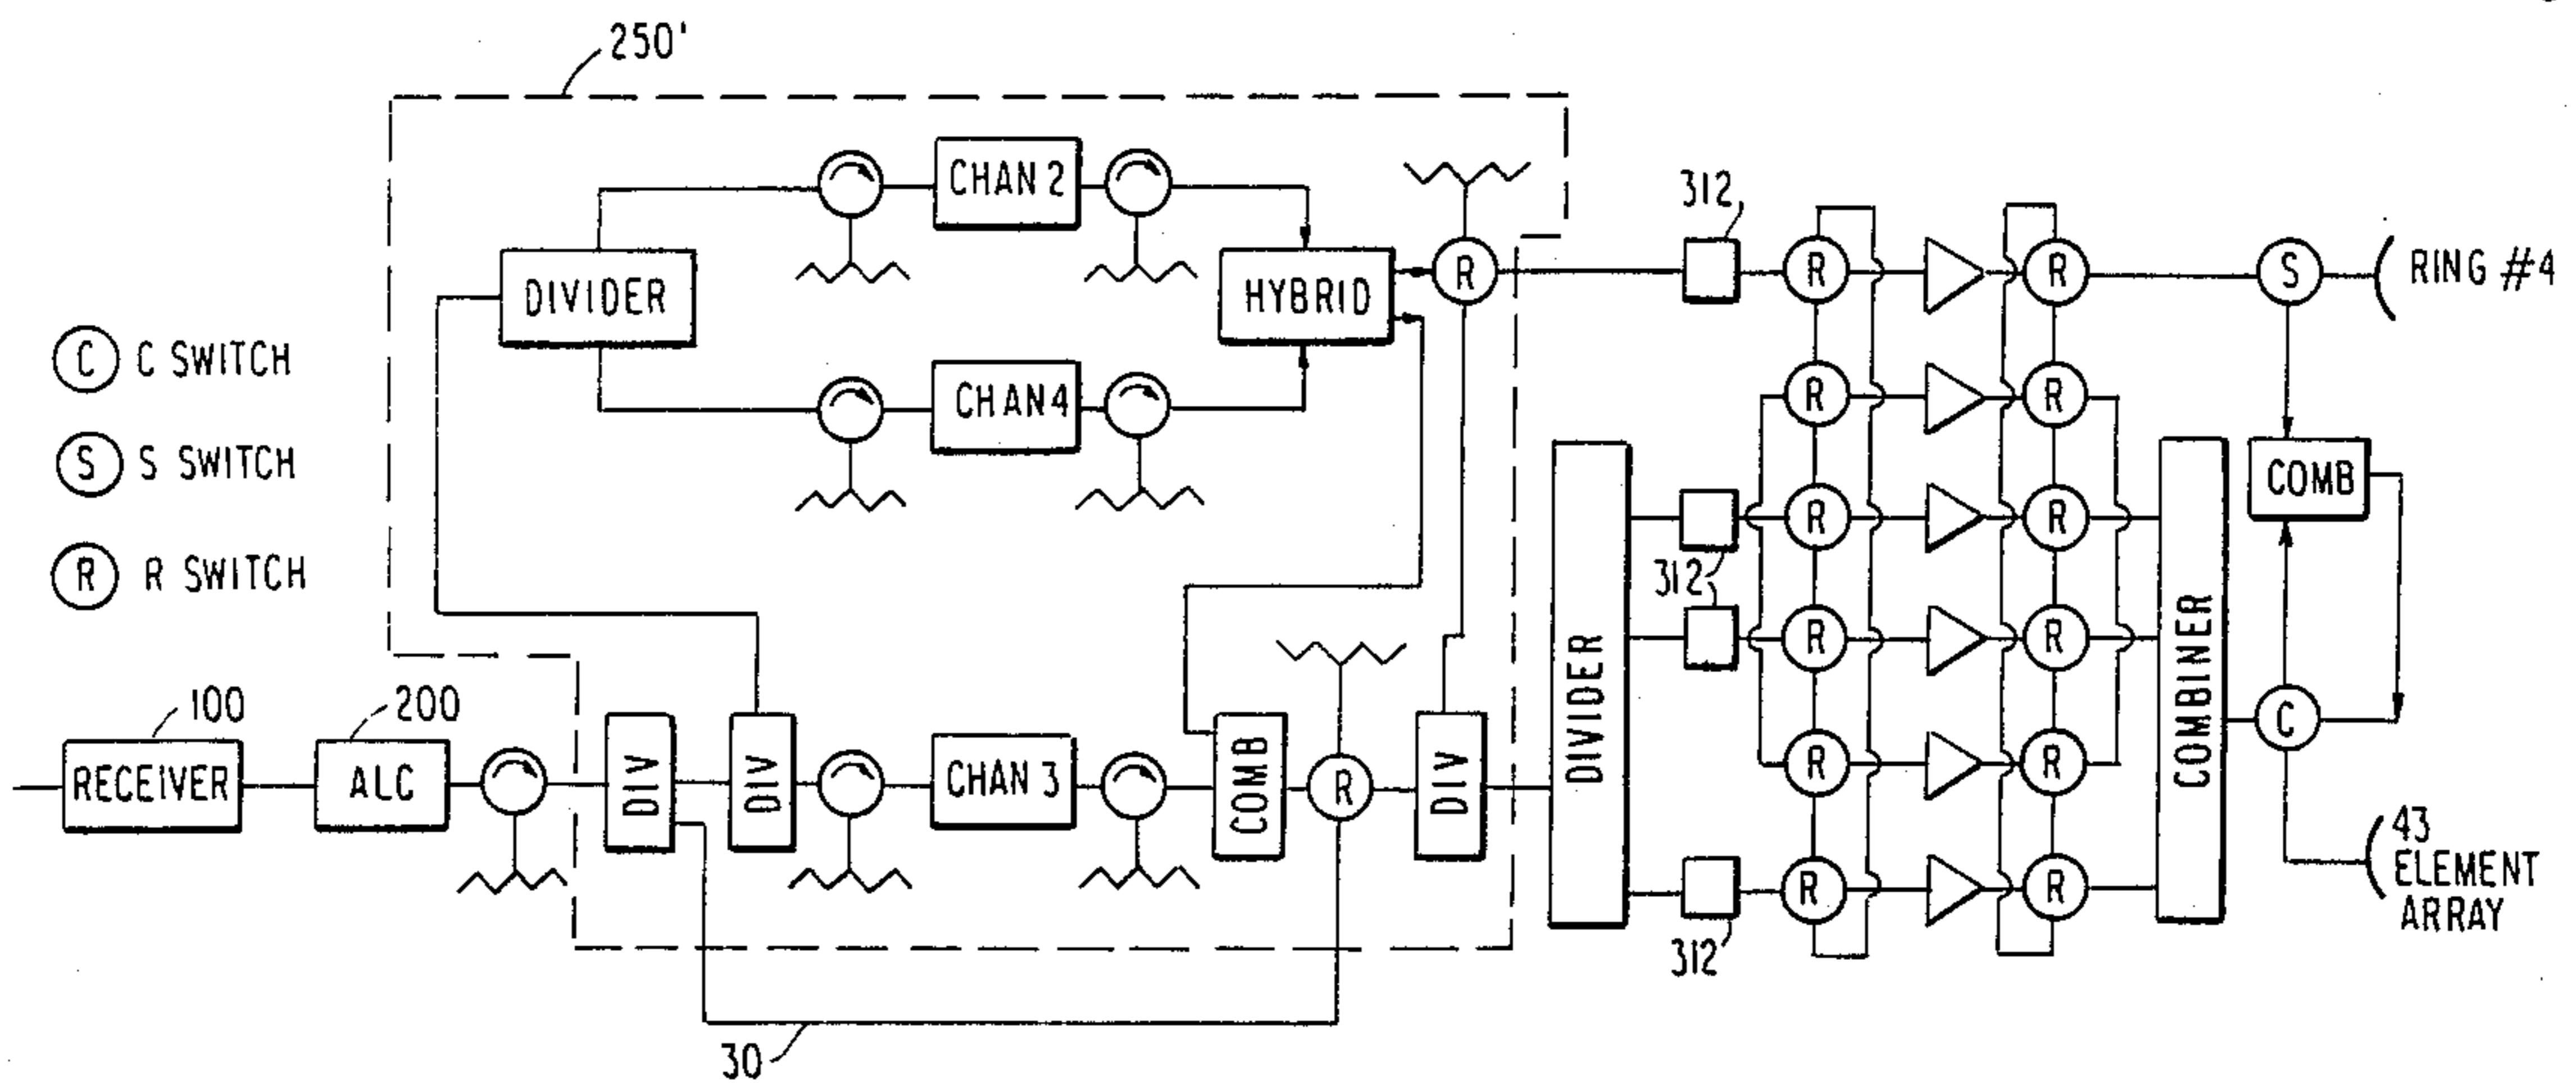 250'
CHAN 2
312
DIVIDER
HYBRID
R
R
R
S
RING #4
C C SWITCH
CHAN 4
R
R
S S SWITCH
R
R
COMB
312
R R SWITCH
312
R
R
100
200
RECEIVER
ALC
DIV
DIV
CHAN 3
COMB
R
DIV
DIVIDER
R
R
COMBINER
C
R
R
43
ELEMENT
ARRAY
312
30